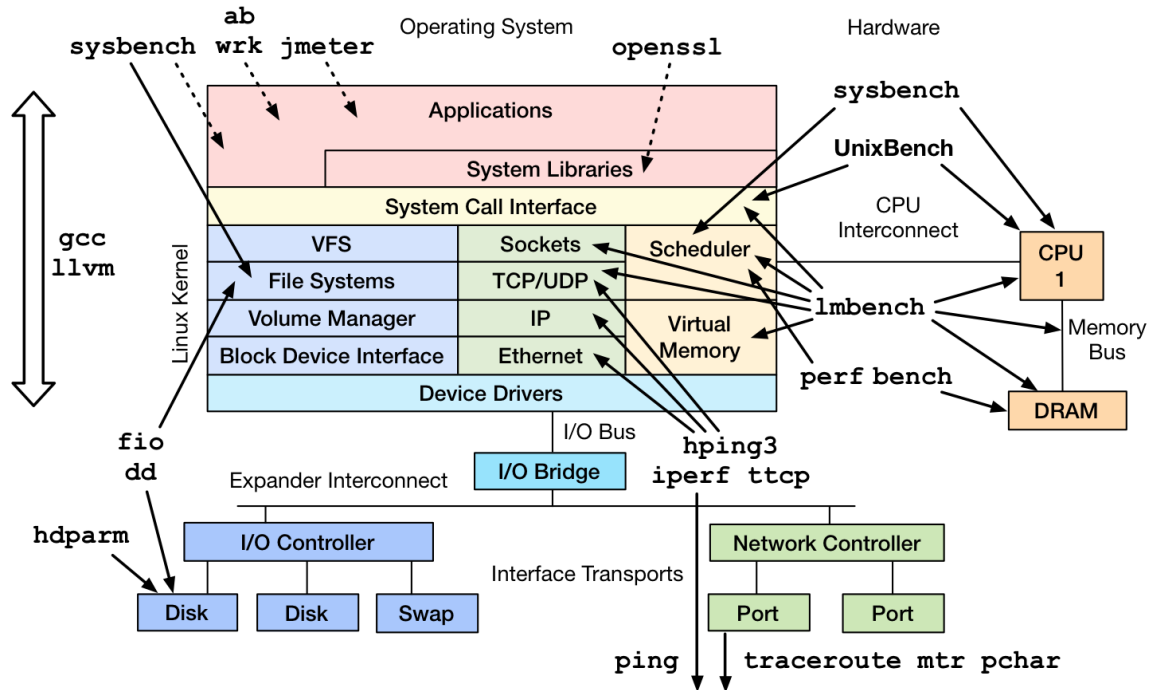 Operating System
Hardware
ab
sysbench wrk jmeter
openssl
sysbench
Applications
UnixBench
System Libraries
System Call Interface
CPU
Interconnect
gcc
llvm
Linux Kernel
VFS
Sockets
Scheduler
CPU
1
File Systems
TCP/UDP
lmbench
Volume Manager
IP
Virtual
Memory
Memory
Bus
Block Device Interface
Ethernet
perf bench
Device Drivers
DRAM
fio
dd
I/O Bus
hping3
iperf ttcp
I/O Bridge
Expander Interconnect
hdparm
I/O Controller
Network Controller
Interface Transports
Disk
Disk
Swap
Port
Port
ping
traceroute mtr pchar